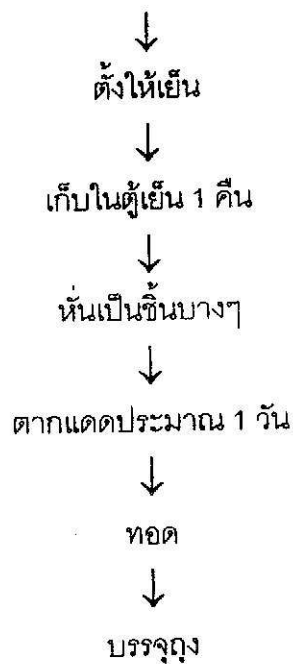 ตั้งให้เย็น
เก็บในตู้เย็น 1 คืน
หั่นเป็นชิ้นบางๆ
ตากแดดประมาณ 1 วัน
ทอด
บรรจุถุง